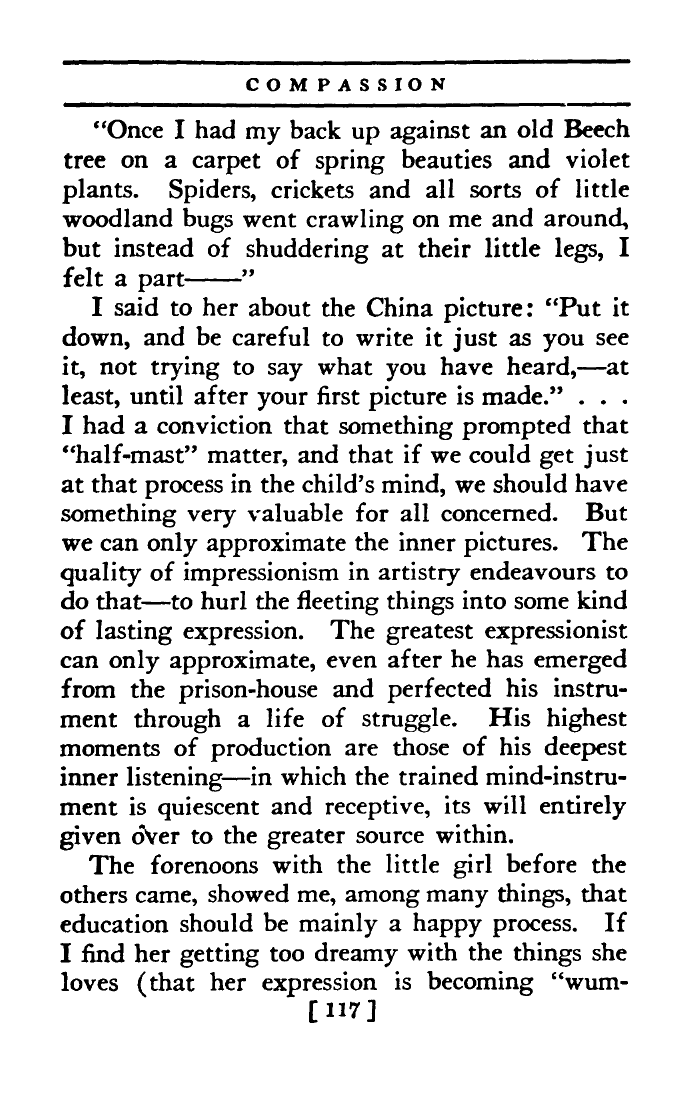 COMPASSION
“Once I had my back up against an old Beech
tree on a carpet of spring beauties and violet
plants. Spiders, crickets and all sorts of little
woodland bugs went crawling on me and around,
but instead of shuddering at their little legs, I
felt a part——”
I said to her about the China picture: “Put it
down, and be careful to write it just as you see
it, not trying to say what you have heard,—at
least, until after your first picture is made.” . . .
I had a conviction that something prompted that
“half-mast” matter, and that if we could get just
at that process in the child’s mind, we should have
something very valuable for all concerned. But
we can only approximate the inner pictures. The
quality of impressionism in artistry endeavours to
do that—to hurl the fleeting things into some kind
of lasting expression. The greatest expressionist
can only approximate, even after he has emerged
from the prison-house and perfected his instru-
ment through a life of struggle. His highest
moments of production are those of his deepest
inner listening—in which the trained mind-instru-
ment is quiescent and receptive, its will entirely
given over to the greater source within.
The forenoons with the little girl before the
others came, showed me, among many things, that
education should be mainly a happy process. If
I find her getting too dreamy with the things she
loves (that her expression is becoming “wum-
[ 117 ]